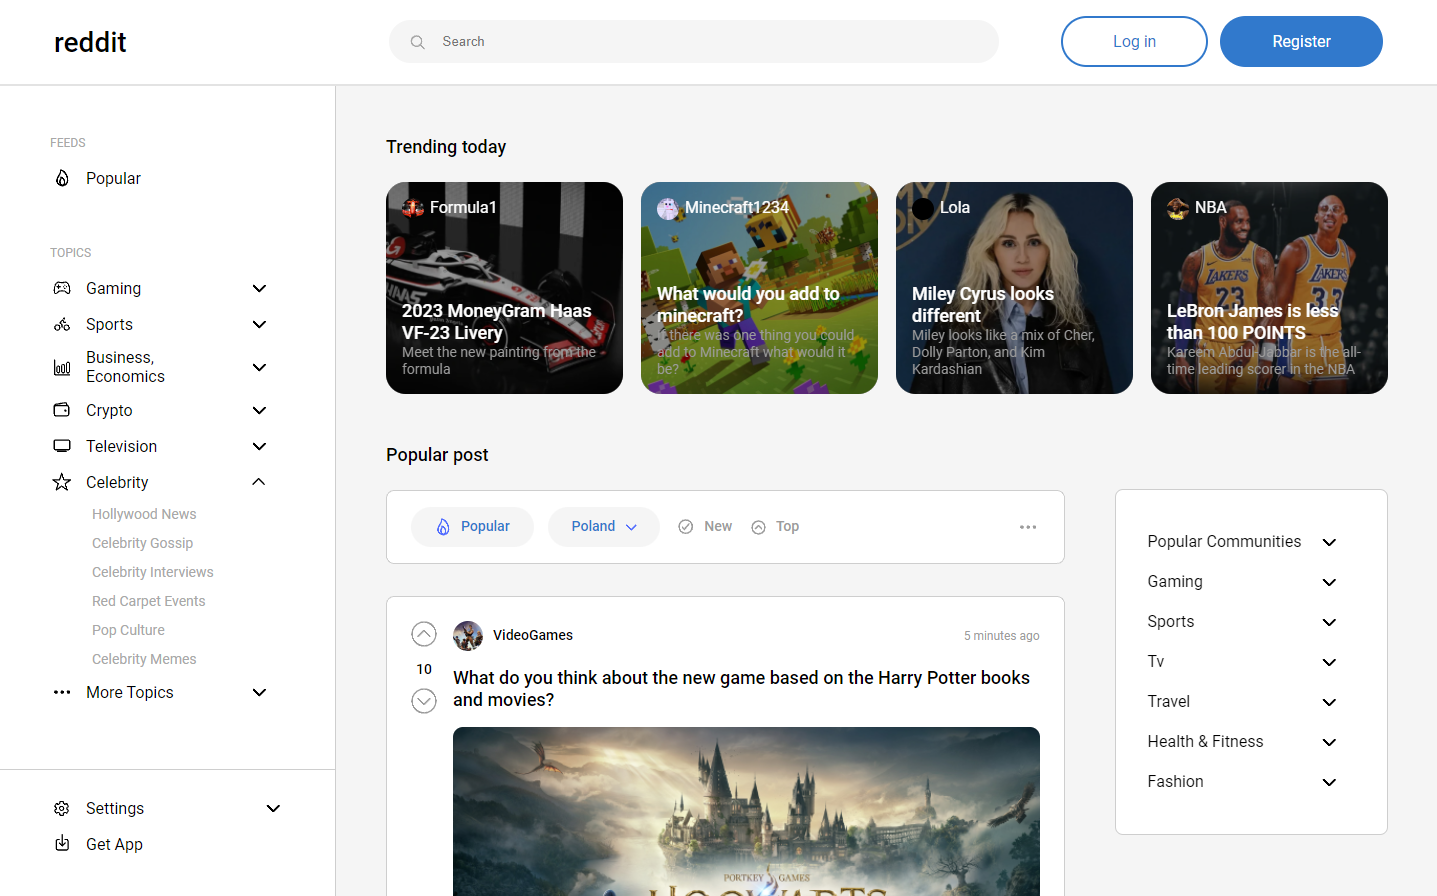 reddit
Search
Log in
Register
FEEDS
Popular
TOPICS
Gaming
Sports
Business,
Economics
Crypto
Television
Celebrity
Hollywood News
Celebrity Gossip
Celebrity Interviews
Red Carpet Events
Pop Culture
Celebrity Memes
More Topics
Settings
Get App
Trending today
Formula1
2023 MoneyGram Haas
VF-23 Livery
Meet the new painting from the
formula
Minecraft1234
What would you add to
minecraft?
If there was one thing you could
add to Minecraft what would it
be?
Lola
Miley Cyrus looks
different
Miley looks like a mix of Cher,
Dolly Parton, and Kim
Kardashian
NBA
LAKERS
23
LAKERS
33
LeBron James is less
than 100 POINTS
Kareem Abdul-Jabbar is the all-
time leading scorer in the NBA
Popular post
Popular
Poland
New
Top
VideoGames
5 minutes ago
10
What do you think about the new game based on the Harry Potter books
and movies?
PORTKEY GAMES
HOGWARTS
Popular Communities
Gaming
Sports
Tv
Travel
Health & Fitness
Fashion